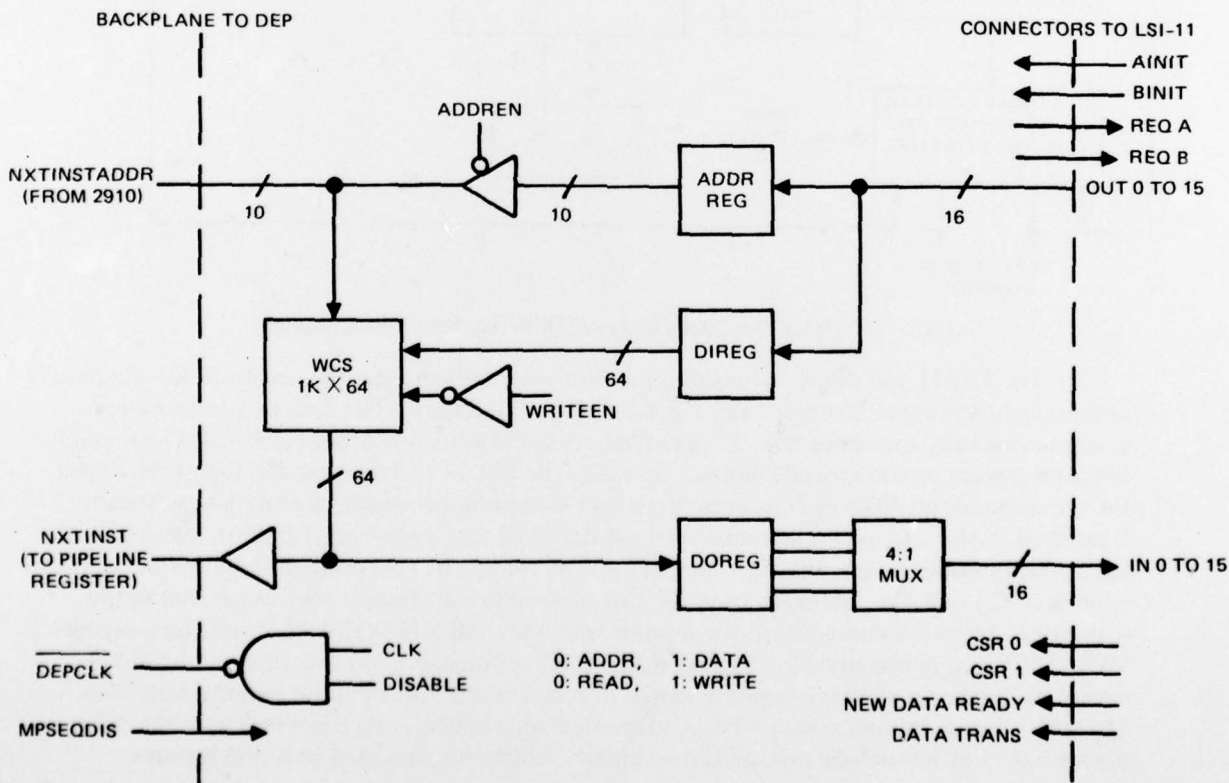 BACKPLANE TO DEP
CONNECTORS TO LSI-11
AINIT
BINIT
ADDREN
REQ A
REQ B
NXTINSTADDR
(FROM 2910)
10
10
ADDR
REG
16
OUT 0 TO 15
WCS
1K X 64
64
DIREG
WRITEEN
64
NXTINST
(TO PIPELINE
REGISTER)
DOREG
4:1
MUX
16
IN 0 TO 15
DEPCLK
CLK
DISABLE
0: ADDR, 1: DATA
0: READ, 1: WRITE
CSR 0
CSR 1
NEW DATA READY
DATA TRANS
MPSEQDIS